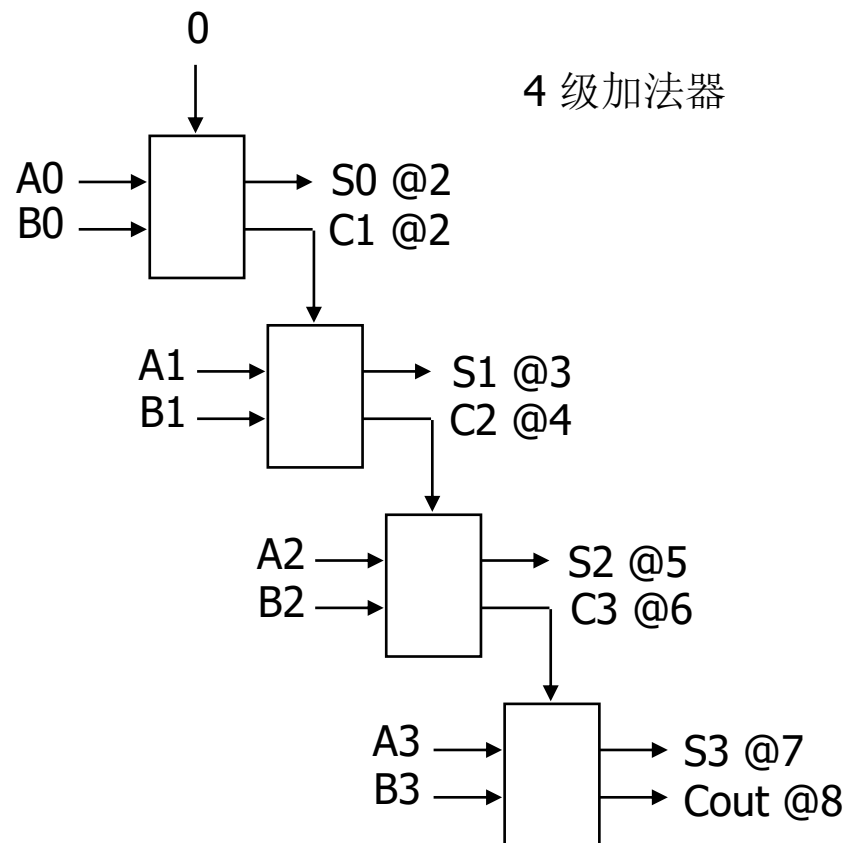 0
4 级加法器
A0
B0
S0 @2
C1 @2
A1
B1
S1 @3
C2 @4
A2
B2
S2 @5
C3 @6
A3
B3
S3 @7
Cout @8